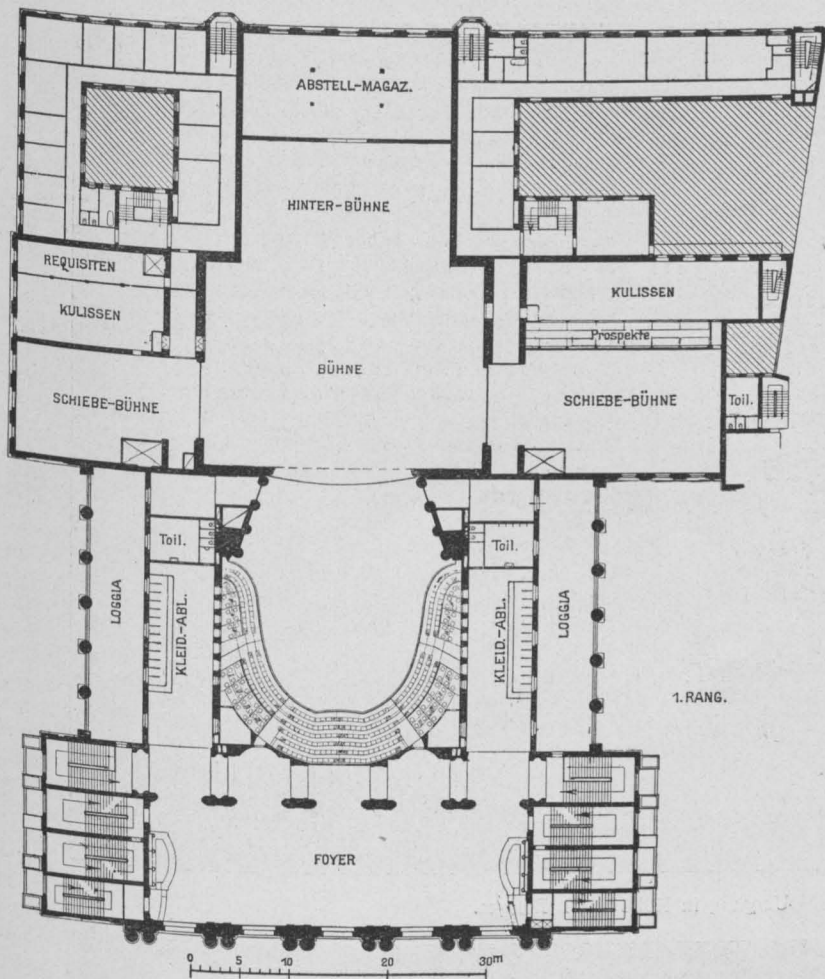 ABSTELL-MAGAZ.
HINTER-BÜHNE
REQUISITEN
KULISSEN
KULISSEN
Prospekte
BÜHNE
SCHIEBE-BÜHNE
SCHIEBE-BÜHNE
Toil.
Toil.
Toil.
LOGGIA
KLEID.-ABL.
KLEID.-ABL.
LOGGIA
1. RANG.
FOYER
0 5 10 20 30m